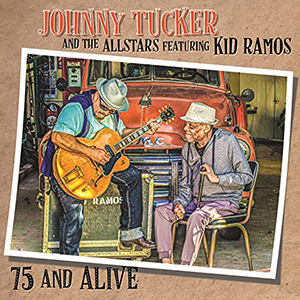 JOHNNY TUCKER
AND THE ALLSTARS FEATURING KID RAMOS
RAMOS
75 AND ALIVE